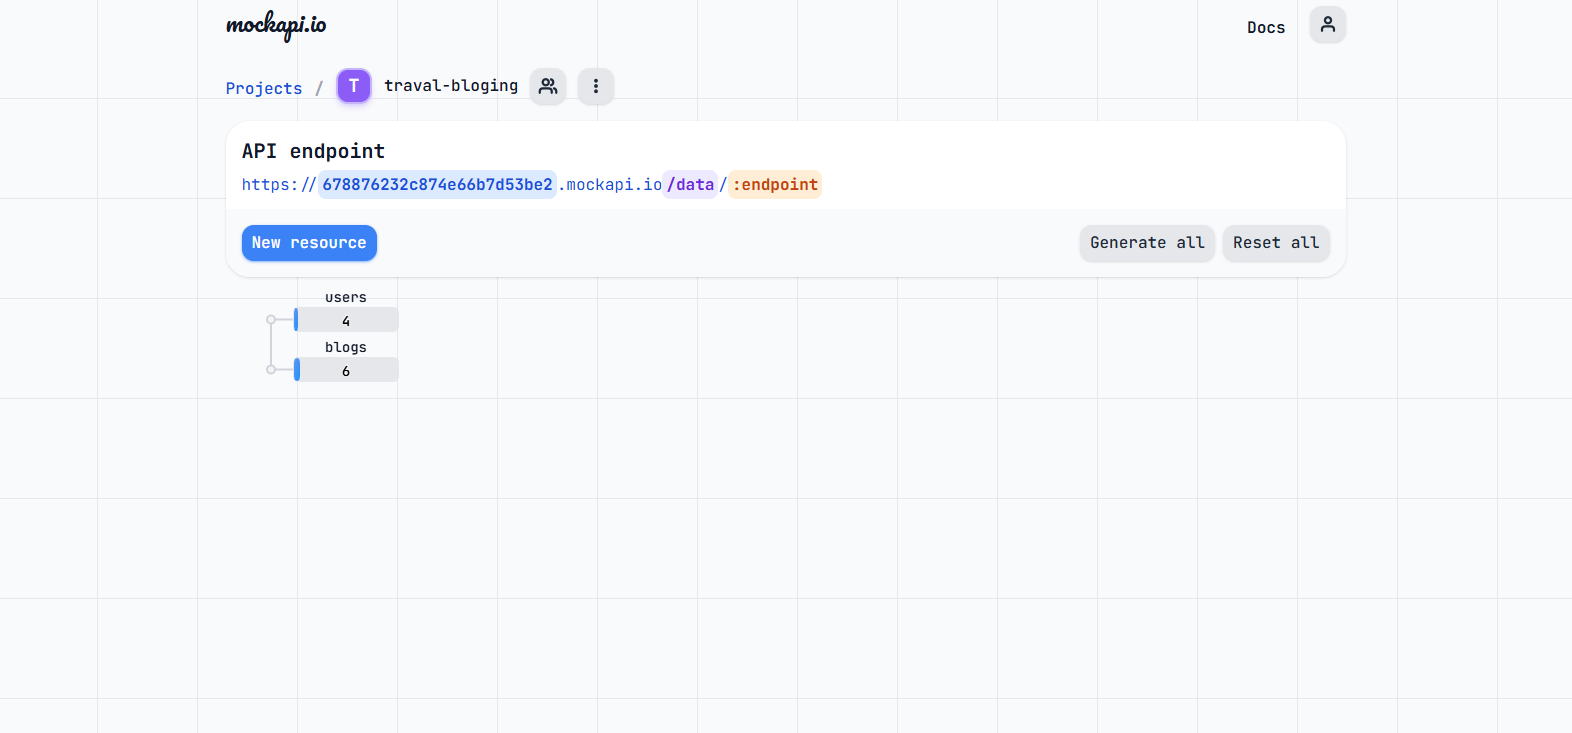 mockapi.io
Docs
Projects / T traval-bloging
API endpoint
https://678876232c874e66b7d53be2.mockapi.io/data/:endpoint
New resource
Generate all
Reset all
users
4
blogs
6